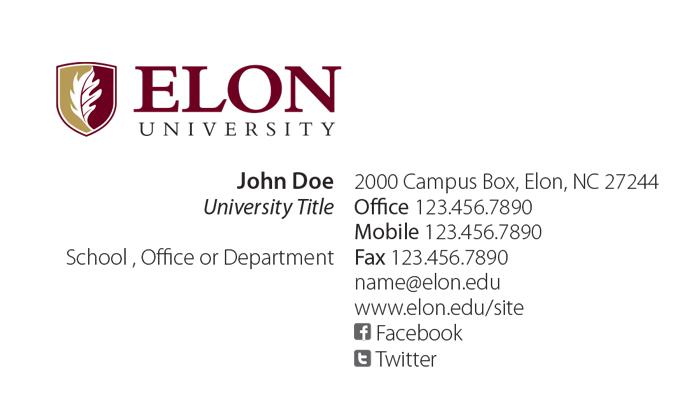 ELON
UNIVERSITY
John Doe
University Title
School , Office or Department
2000 Campus Box, Elon, NC 27244
Office 123.456.7890
Mobile 123.456.7890
Fax 123.456.7890
name@elon.edu
www.elon.edu/site
Facebook
Twitter